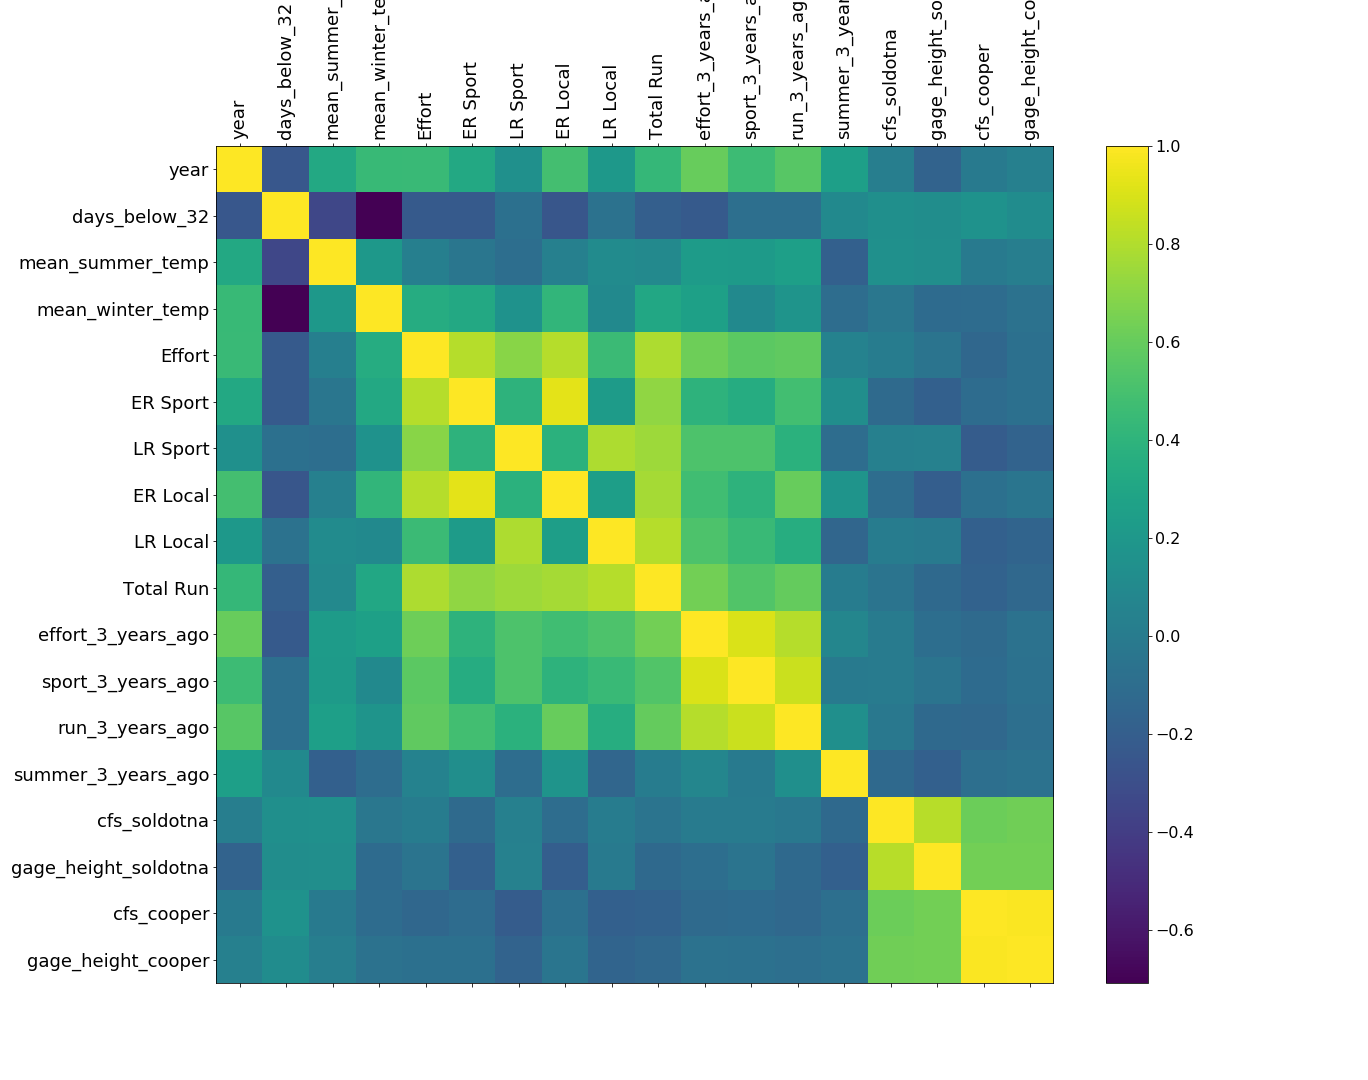 year
days_below_32
mean_summer_
mean_winter_te
Effort
ER Sport
LR Sport
ER Local
LR Local
Total Run
effort_3_years_a
sport_3_years_a
run_3_years_ag
summer_3_year
cfs_soldotna
gage_height_so
cfs_cooper
gage_height_co
year
days_below_32
mean_summer_temp
mean_winter_temp
Effort
ER Sport
LR Sport
ER Local
LR Local
Total Run
effort_3_years_ago
sport_3_years_ago
run_3_years_ago
summer_3_years_ago
cfs_soldotna
gage_height_soldotna
cfs_cooper
gage_height_cooper
1.0
0.8
0.6
0.4
0.2
0.0
−0.2
−0.4
−0.6